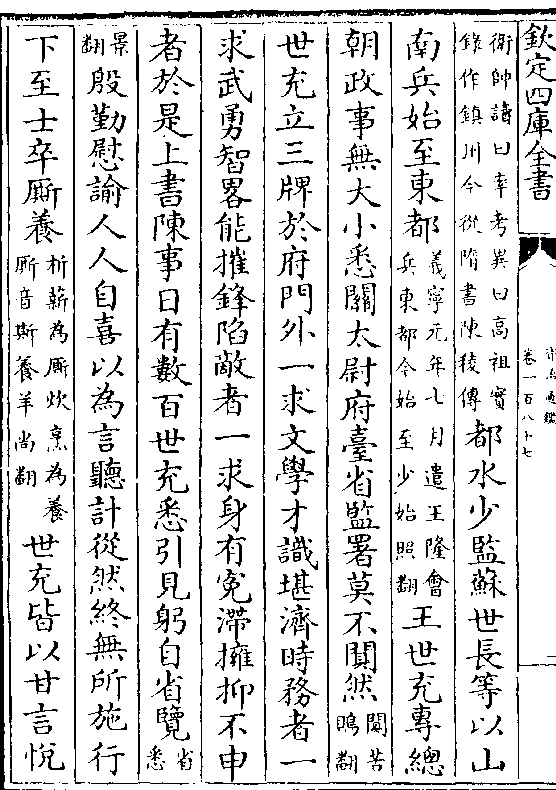 欽定四庫全書
資治通鑑
卷一百八十七
衛帥讀曰率考異曰高祖實
錄作鎮川今從隋書陳稜傳
都水少監蘇世長等以山
南兵始至東都
義寧元年七月遣王隆會
兵東都今始至少始照翻
王世充專總
朝政事無大小悉關太尉府臺省監署莫不闃然
闃苦
鶪翻
世充立三牌於府門外一求文學才識堪濟時務者一
求武勇智畧能摧鋒陷敵者一求身有寃滯擁抑不申
者於是上書陳事日有數百世充悉引見躬自省覽
省悉
景翻
殷勤慰諭人人自喜以為言聽計從然終無所施行
下至士卒厮養
析薪為厮炊烹為養
厮音斯養羊尚翻
世充皆以甘言悅